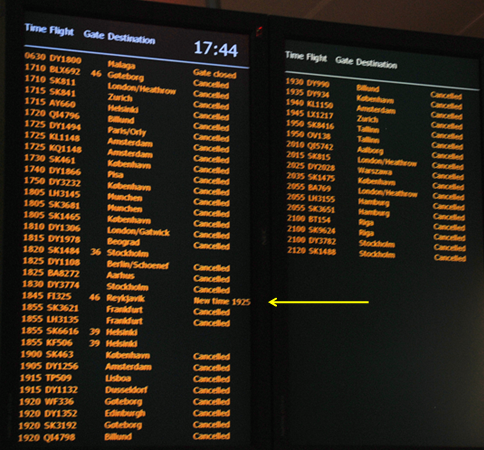 Time Flight Gate Destination 17:44
0630 DY1800 Malaga
1710 BLX692 46 Gøteborg Gate closed
1710 SK811 London/Heathrow Cancelled
1715 SK841 Zurich Cancelled
1715 AY660 Helsinki Cancelled
1720 QI4796 Billund Cancelled
1725 DY1494 Paris/Orly Cancelled
1725 KL1148 Amsterdam Cancelled
1725 KQ1148 Amsterdam Cancelled
1730 SK461 København Cancelled
1740 DY1866 Pisa Cancelled
1750 DY3232 København Cancelled
1805 LH3145 Munchen Cancelled
1805 SK3681 Munchen Cancelled
1805 SK1465 København Cancelled
1810 DY1306 London/Gatwick Cancelled
1815 DY1978 Beograd Cancelled
1820 SK1484 36 Stockholm
1825 DY1108 Berlin/Schoenef Cancelled
1825 BA8272 Aarhus Cancelled
1830 DY3774 Stockholm Cancelled
1845 FI325 46 Reykjavik New time 1925
1855 SK3621 Frankfurt Cancelled
1855 LH3135 Frankfurt Cancelled
1855 SK6616 39 Helsinki
1855 KF506 39 Helsinki
1900 SK463 København Cancelled
1905 DY1256 Amsterdam Cancelled
1915 TP509 Lisboa Cancelled
1915 DY1132 Dusseldorf Cancelled
1920 WF336 Gøteborg Cancelled
1920 DY1352 Edinburgh Cancelled
1920 SK3192 Gøteborg Cancelled
1920 QI4798 Billund Cancelled
Time Flight Gate Destination
1930 DY990 Billund Cancelled
1935 DY934 København Cancelled
1940 KL1150 Amsterdam Cancelled
1945 LX1217 Zurich Cancelled
1950 SK8416 Tallinn Cancelled
1950 OV138 Tallinn Cancelled
2010 QI5742 Aalborg Cancelled
2015 SK815 London/Heathrow Cancelled
2025 DY2028 Warszawa Cancelled
2035 SK1475 København Cancelled
2055 BA769 London/Heathrow Cancelled
2055 LH3155 Hamburg Cancelled
2055 SK3651 Hamburg Cancelled
2100 BT154 Riga Cancelled
2100 SK9624 Riga Cancelled
2100 DY3782 Stockholm Cancelled
2120 SK1488 Stockholm Cancelled